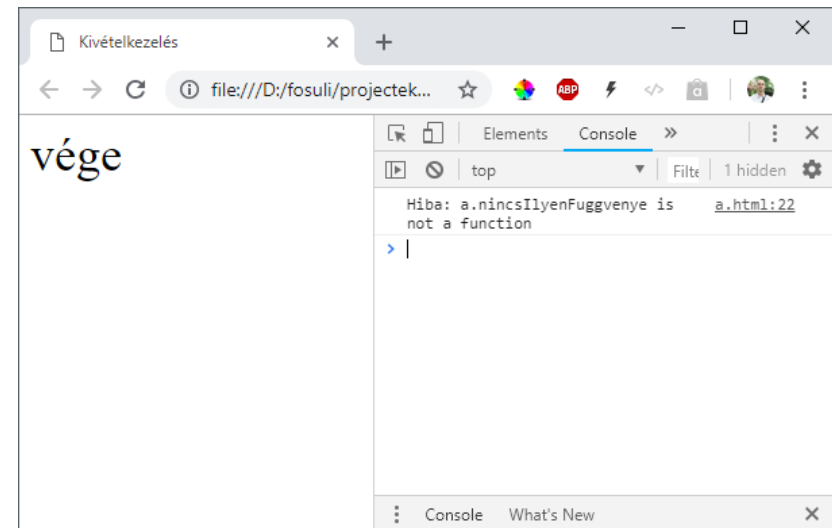 Kivételkezelés
file:///D:/fosuli/projectek...
ABP
vége
Elements Console »
top
Filte
1 hidden
Hiba: a.nincsIlyenFuggvenye is a.html:22
not a function
>
Console What's New